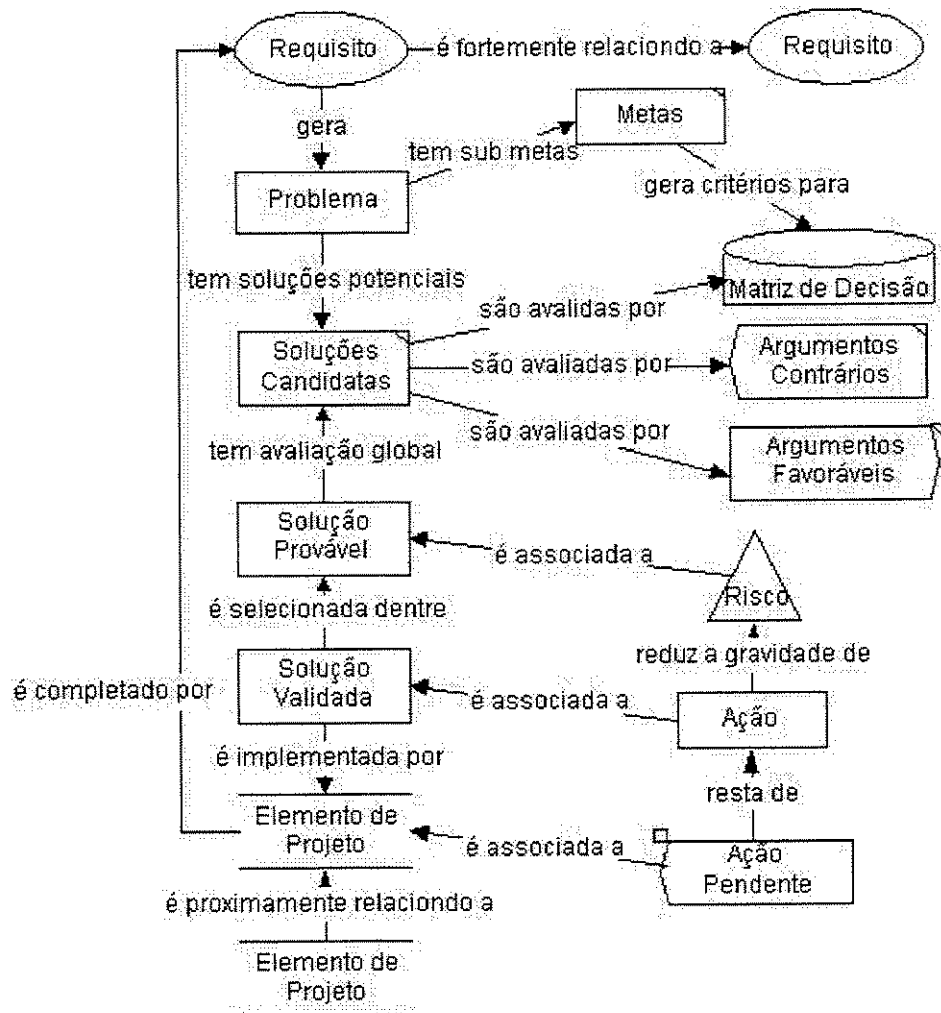 Requisito
é fortemente relaciondo a
Requisito
gera
Metas
tem sub metas
Problema
gera critérios para
tem soluções potenciais
Matriz de Decisão
são avalidas por
Soluções
Candidatas
são avaliadas por
Argumentos
Contrários
são avaliadas por
tem avaliação global
Argumentos
Favoráveis
Solução
Provável
é associada a
Risco
é selecionada dentre
reduz a gravidade de
Solução
Validada
é completado por
é associada a
Ação
é implementada por
resta de
Elemento de
Projeto
é associada a
Ação
Pendente
é proximamente relaciondo a
Elemento de
Projeto